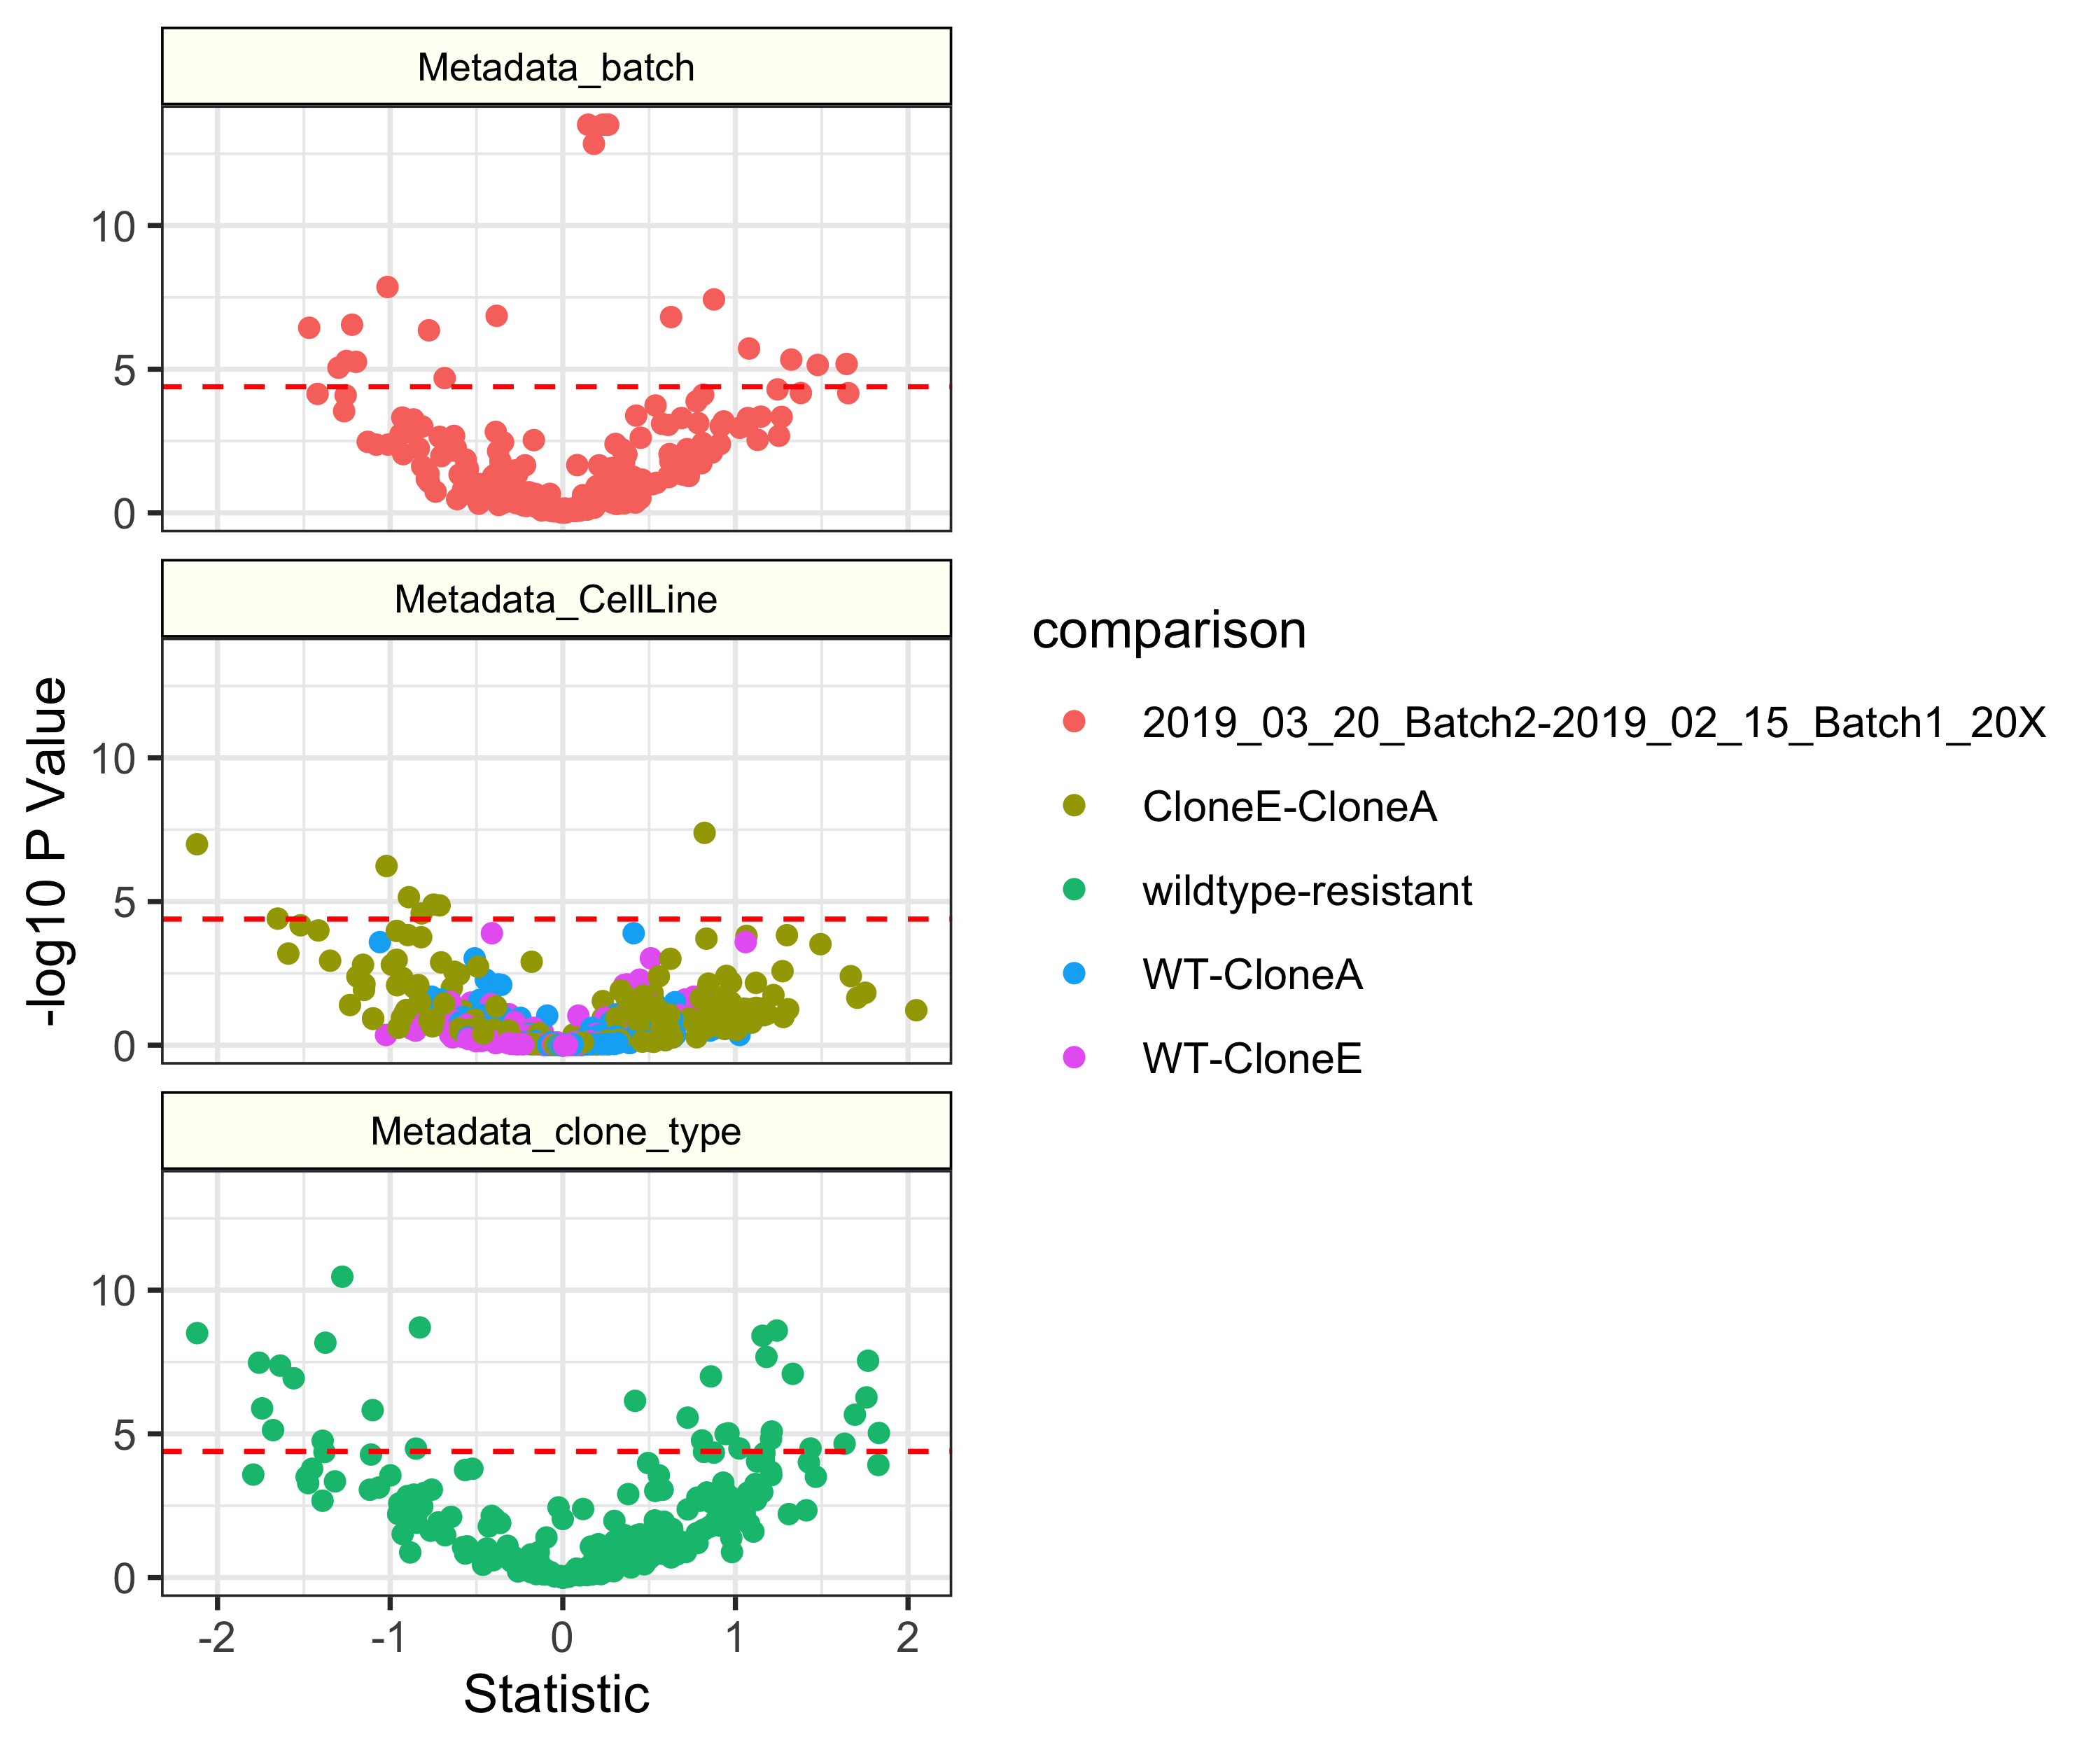 Metadata_batch
10
5
0
Metadata_CellLine
10
5
0
Metadata_clone_type
10
5
0
-2 -1 0 1 2
Statistic
-log10 P Value
comparison
2019_03_20_Batch2-2019_02_15_Batch1_20X
CloneE-CloneA
wildtype-resistant
WT-CloneA
WT-CloneE